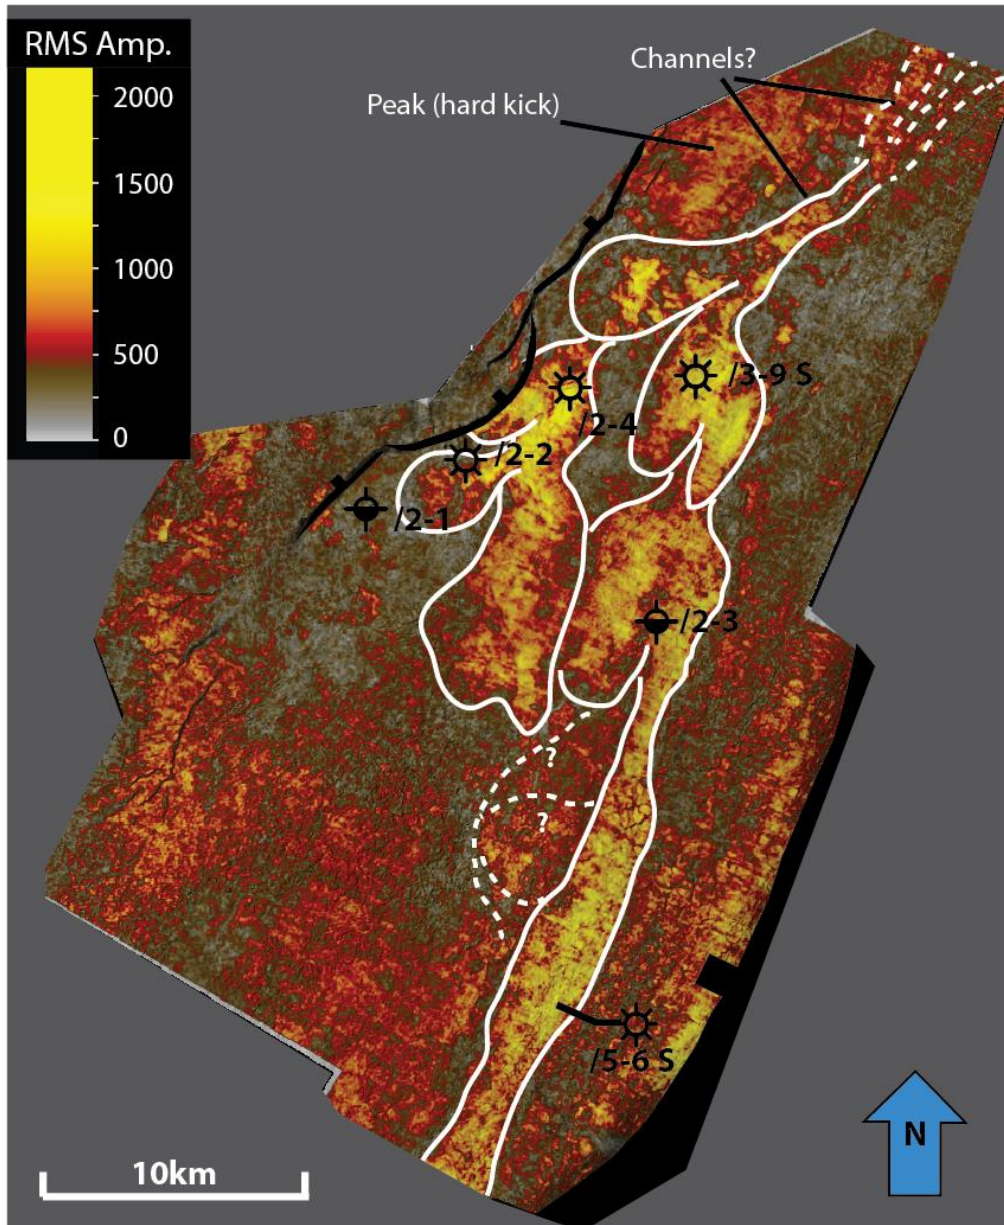 RMS Amp.
2000
1500
1000
500
0
Channels?
Peak (hard kick)
/3-9 S
/2-4
/2-2
/2-1
/2-3
?
?
/5-6 S
10km
N